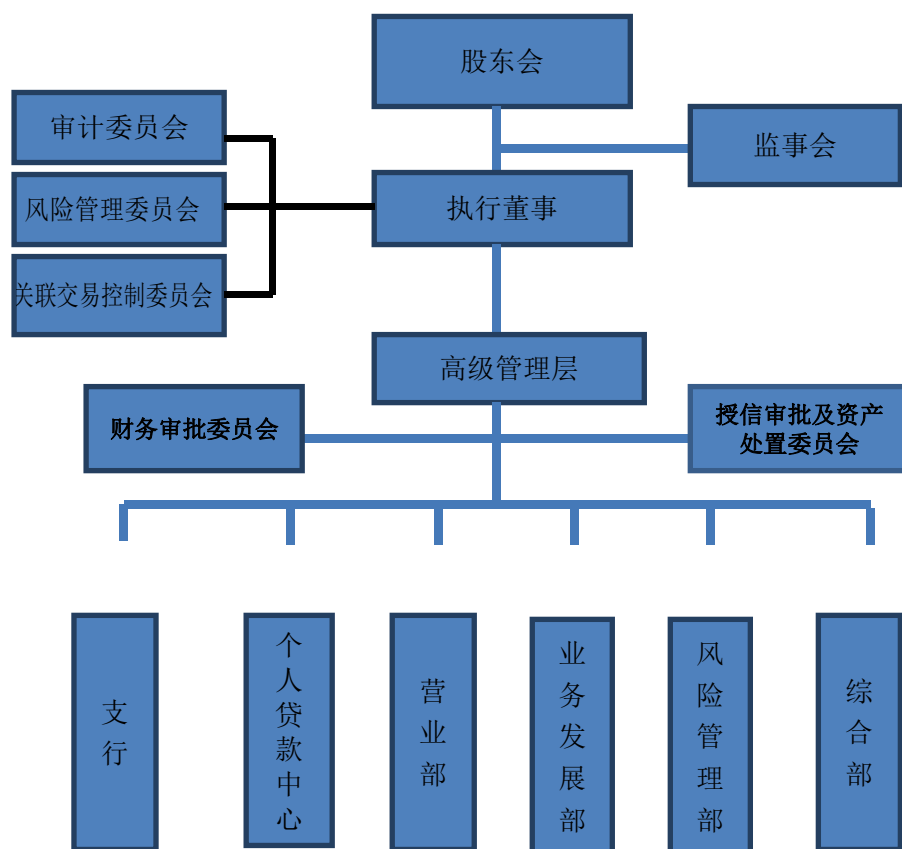 股东会
审计委员会
监事会
风险管理委员会
执行董事
关联交易控制委员会
高级管理层
财务审批委员会
授信审批及资产
处置委员会
支行
个人贷款中心
营业部
业务发展部
风险管理部
综合部